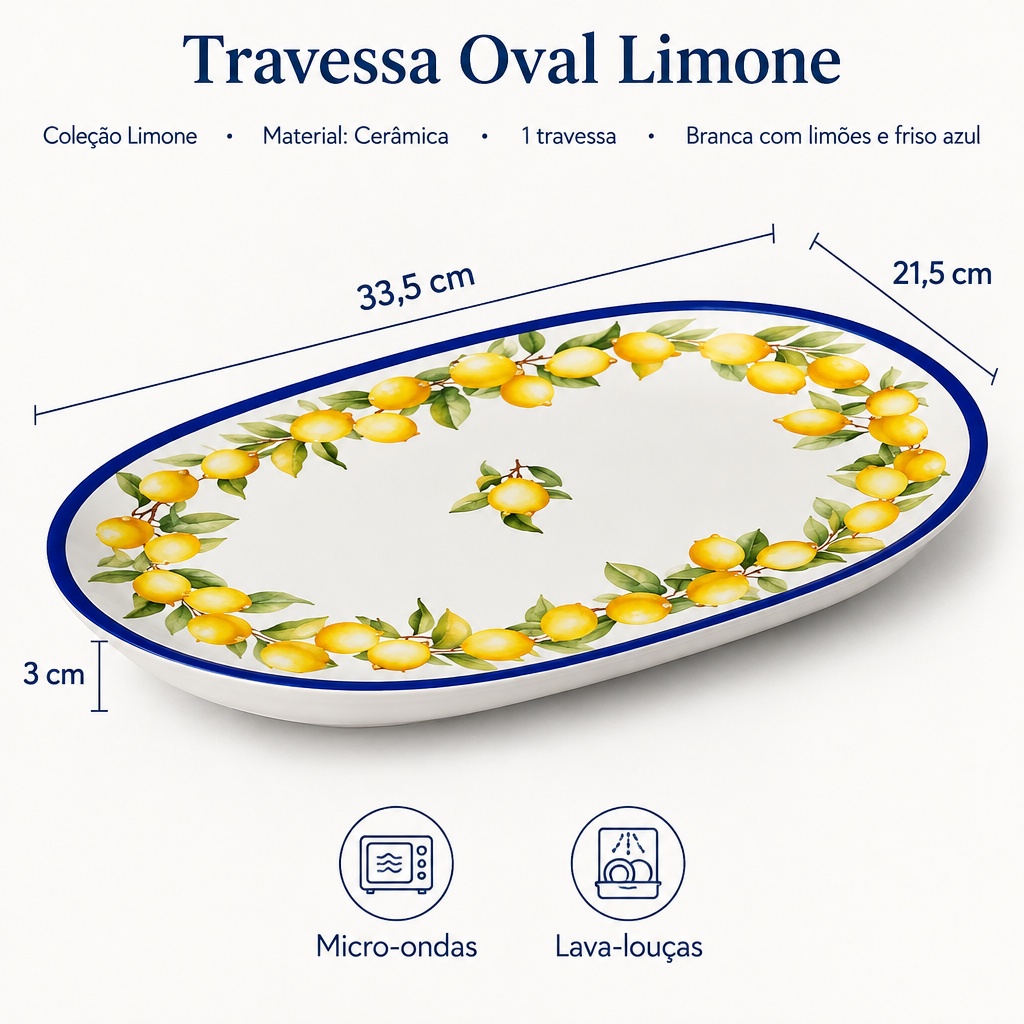 Travessa Oval Limone
Coleção Limone • Material: Cerâmica • 1 travessa • Branca com limões e friso azul
33,5 cm
21,5 cm
3 cm
Micro-ondas
Lava-louças